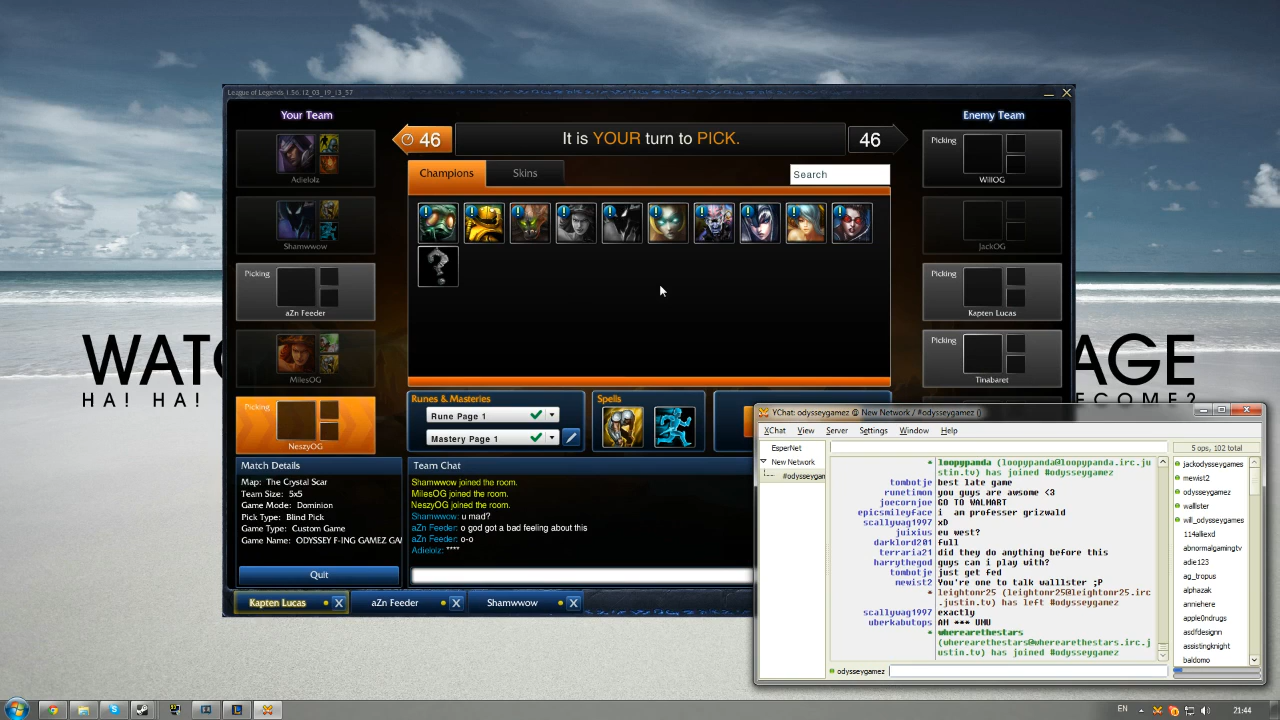 League of Legends 1.56.12_03_19_13_57
Your Team
46
It is YOUR turn to PICK.
46
Enemy Team
Champions
Skins
Search
Adielolz
Shamwwow
Picking
aZn Feeder
MilesOG
Picking
NeszyOG
Picking
WillOG
JackOG
Picking
Kapten Lucas
Picking
Tinabaret
WATC
HA! HA!
AGE
ECOME?
Runes & Masteries
Rune Page 1
Mastery Page 1
Spells
Match Details
Map: The Crystal Scar
Team Size: 5x5
Game Mode: Dominion
Pick Type: Blind Pick
Game Type: Custom Game
Game Name: ODYSSEY F-ING GAMEZ GA
Quit
Team Chat
Shamwwow joined the room.
MilesOG joined the room.
NeszyOG joined the room.
Shamwwow: u mad?
aZn Feeder: o god got a bad feeling about this
aZn Feeder: o-o
Adielolz: ****
Kapten Lucas
aZn Feeder
Shamwwow
YChat: odysseygamez @ New Network / #odysseygamez ()
XChat View Server Settings Window Help
EsperNet
New Network
#odysseygan
5 ops, 102 total
* loopypanda (loopypanda@loopypanda.irc.ju
stin.tv) has joined #odysseygamez
tombotje best late game
runetimon you guys are awsome <3
joecornjoe GO TO WALMART
epicsmileyface i am professer grizwald
scallywag1997 xD
juixius eu west?
darklord201 full
terraria21 did they do anything before this
harrythegod guys can i play with?
tombotje just get fed
mewist2 You're one to talk walllster ;P
* leightonr25 (leightonr25@leightonr25.irc
.justin.tv) has left #odysseygamez
scallywag1997 exactly
uberkabutops AM *** UMU
* wherearethestars
(wherearethestars@wherearethestars.irc.j
ustin.tv) has joined #odysseygamez
jackodysseygames
mewist2
odysseygamez
wallster
will_odysseygames
114alliexd
abnormalgamingtv
adie123
ag_tropus
alphazak
anniehere
apple0ndrugs
asdfdesignn
assistingknight
baldomo
odysseygamez
EN
21:44